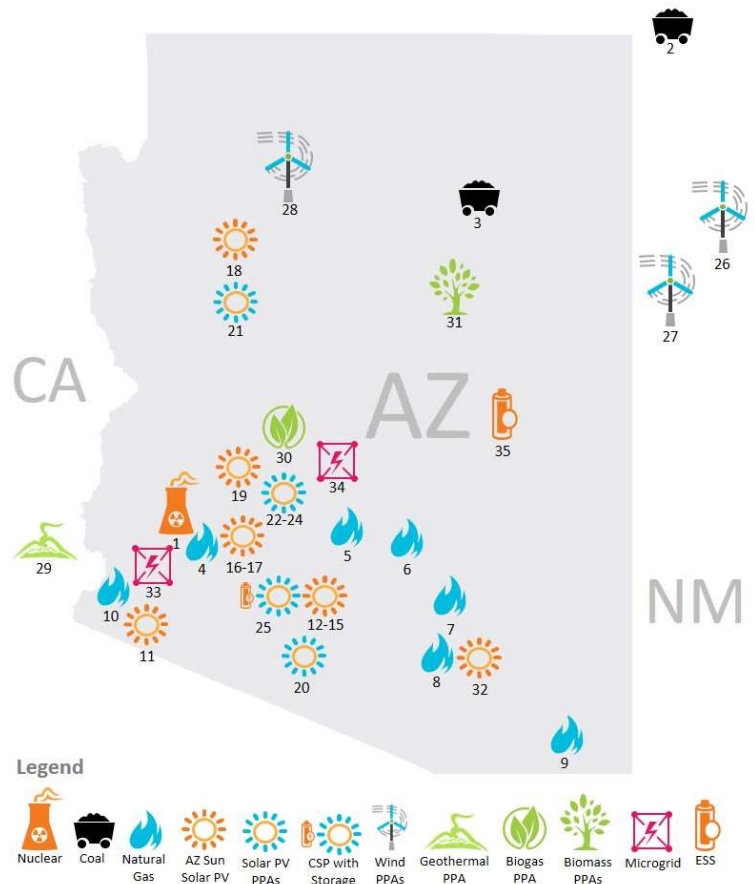 2
3
28
26
18
27
21
31
CA
AZ
35
30
34
19
22-24
1
4
16-17
5
6
29
33
10
NM
25
12-15
7
11
20
8
32
9
Legend
Nuclear
Coal
Natural
Gas
AZ Sun
Solar PV
Solar PV
PPAs
CSP with
Storage
Wind
PPAs
Geothermal
PPA
Biogas
PPA
Biomass
PPAs
Microgrid
ESS